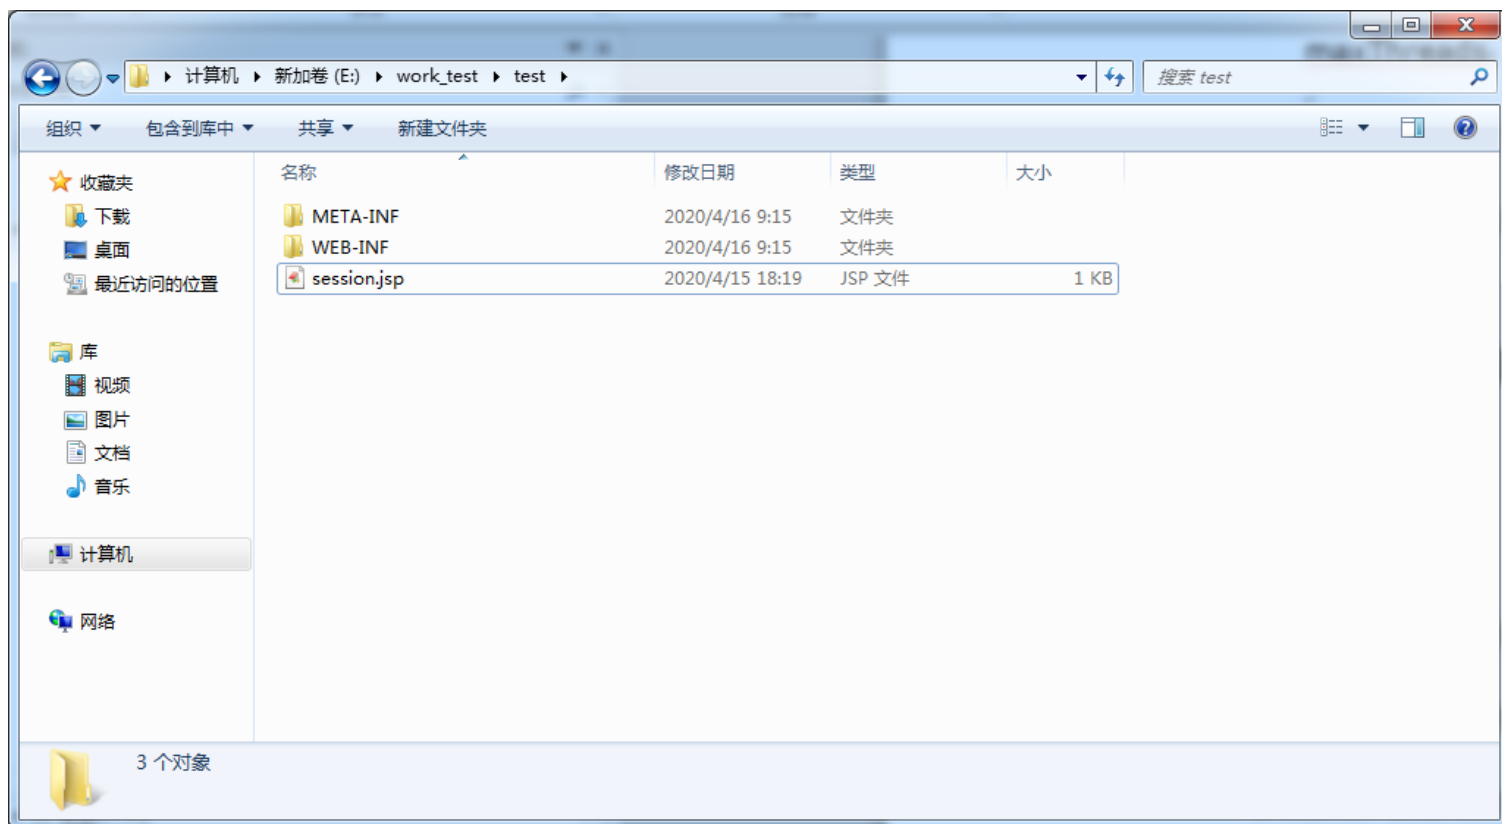 maxThreads
计算机 新加卷 (E:) work_test test 搜索 test
组织 包含到库中 共享 新建文件夹
名称 修改日期 类型 大小
收藏夹
下载
桌面
最近访问的位置
库
视频
图片
文档
音乐
计算机
网络
META-INF 2020/4/16 9:15 文件夹
WEB-INF 2020/4/16 9:15 文件夹
session.jsp 2020/4/15 18:19 JSP 文件 1 KB
3 个对象